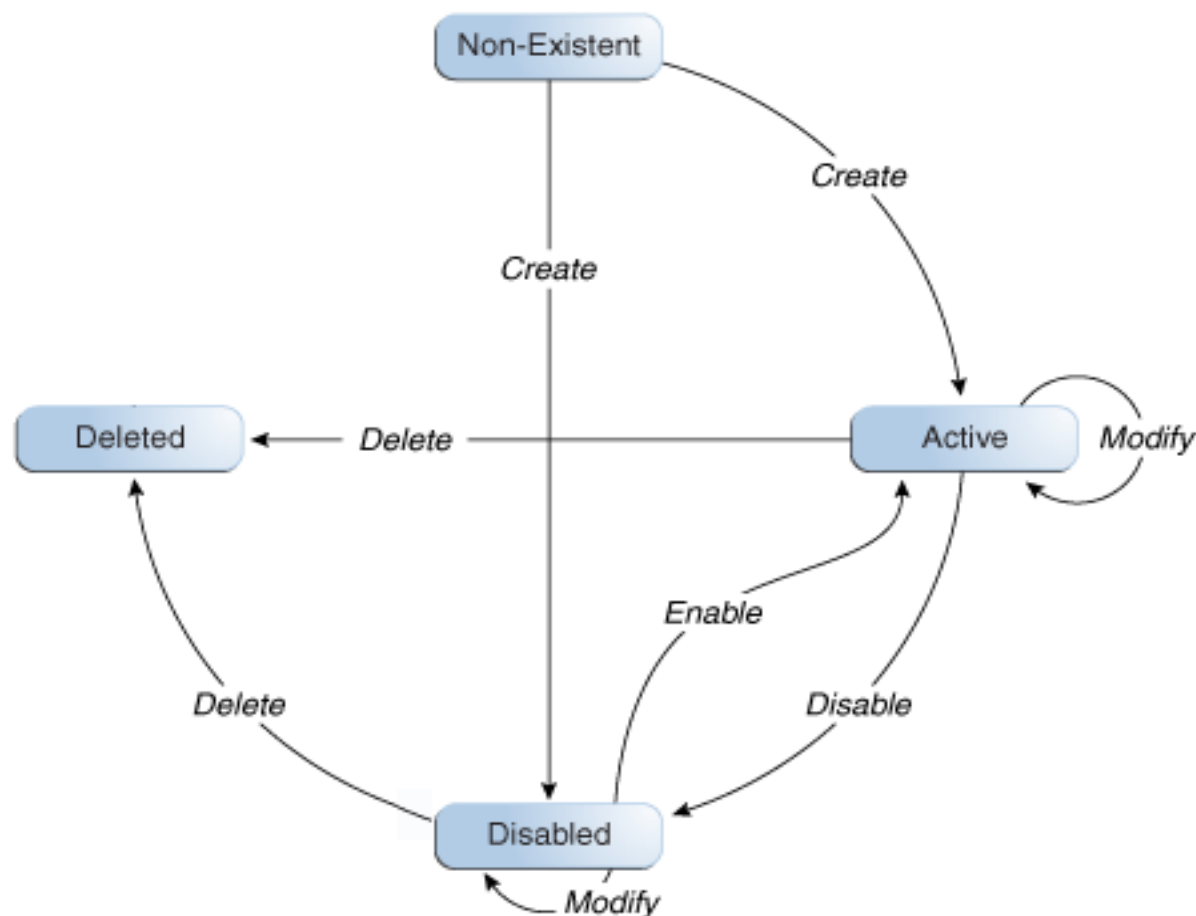 Non-Existent
Create
Create
Deleted
Delete
Active
Modify
Enable
Delete
Disable
Disabled
Modify